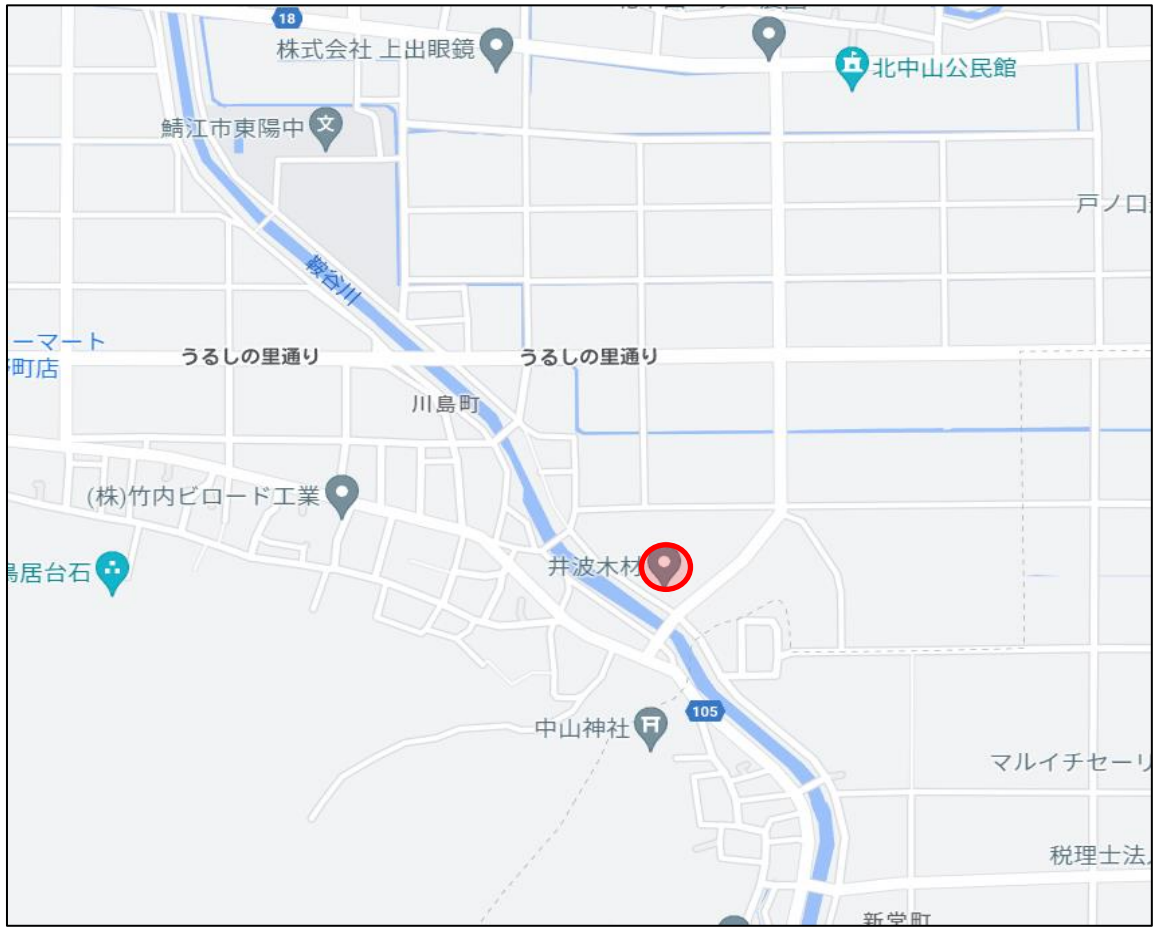 18
株式会社 上出眼鏡
北中山公民館
鯖江市東陽中
文
戸ノ口
鞍谷川
ーマート
町店
うるしの里通り
うるしの里通り
川島町
(株)竹内ビロード工業
井波木材
鳥居台石
105
中山神社
マルイチセーリ
税理士法
新堂町